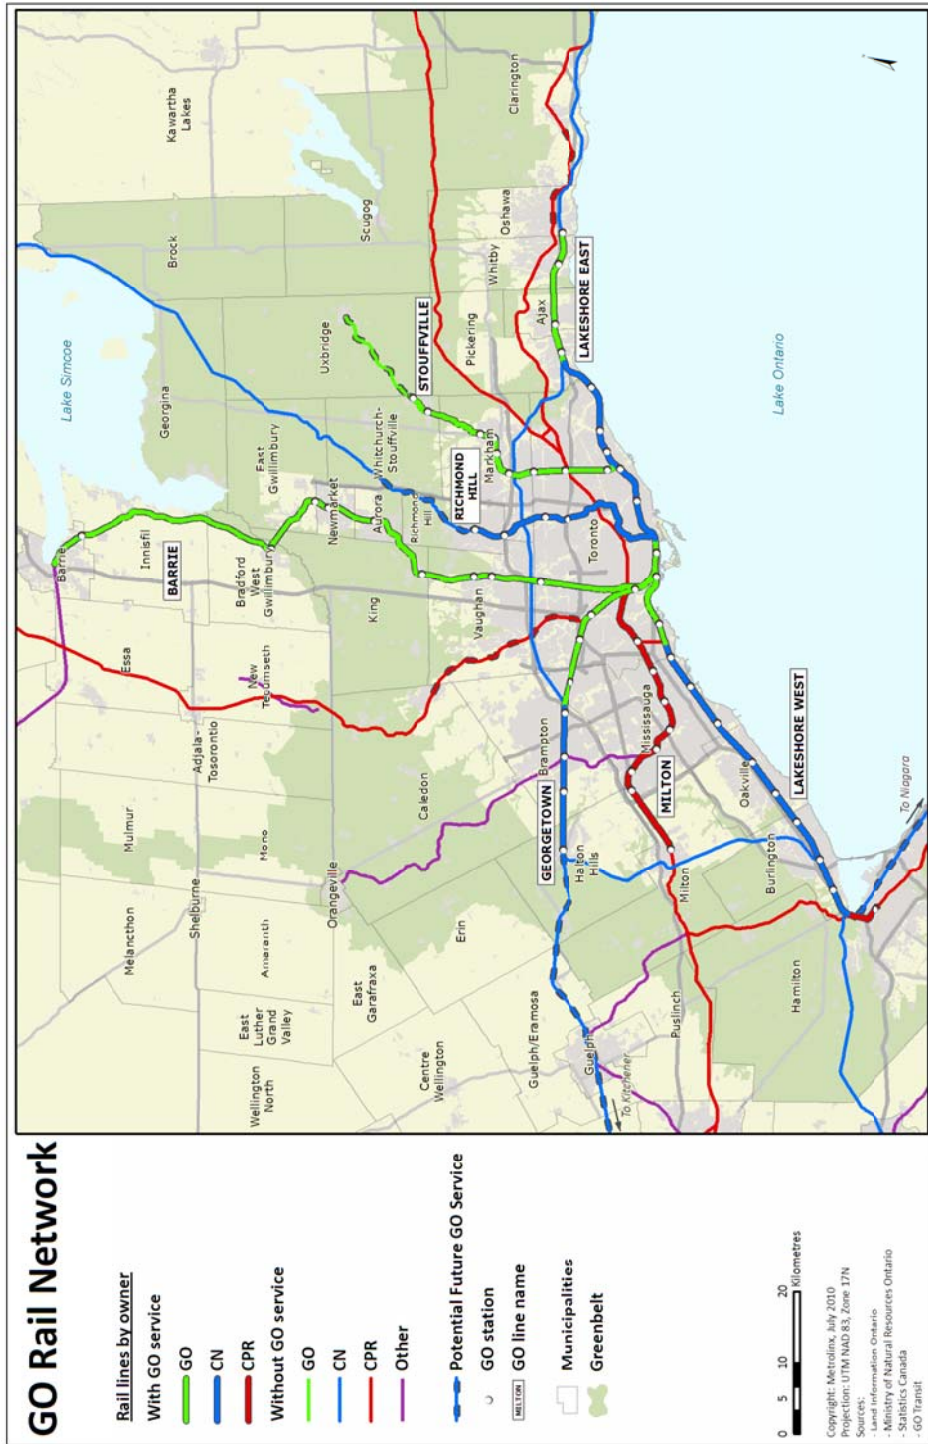 GO Rail Network
Rail lines by owner
With GO service
GO
CN
CPR
Without GO service
GO
CN
CPR
Other
Potential Future GO Service
GO station
MILTON
GO line name
Municipalities
Greenbelt
0 5 10 20
Kilometres
Copyright: Metrolinx, July 2010
Projection: UTM NAD 83, Zone 17N
Sources:
- Land Information Ontario
- Ministry of Natural Resources Ontario
- Statistics Canada
- GO Transit
Lake Simcoe
Barrie
Innisfil
BARRIE
Essa
Georgina
Brock
Kawartha
Lakes
Mulmur
Melancthon
Shelburne
Adjala-
Tosorontio
New
Tecumseth
Bradford
West
Gwillimbury
East
Gwillimbury
Mono
Amaranth
East
Luther
Grand
Valley
Wellington
North
Orangeville
East
Garafraxa
Newmarket
Uxbridge
Scugog
King
Aurora
Whitchurch-
Stouffville
Richmond
Hill
STOUFFVILLE
Caledon
Erin
Centre
Wellington
Vaughan
RICHMOND
HILL
Markham
Pickering
Whitby
Oshawa
Clarington
Guelph/Eramosa
GEORGETOWN
Brampton
Ajax
LAKESHORE EAST
Guelph
To Kitchener
Halton
Hills
Toronto
Mississauga
MILTON
Milton
Puslinch
Oakville
Burlington
LAKESHORE WEST
Hamilton
Lake Ontario
To Niagara